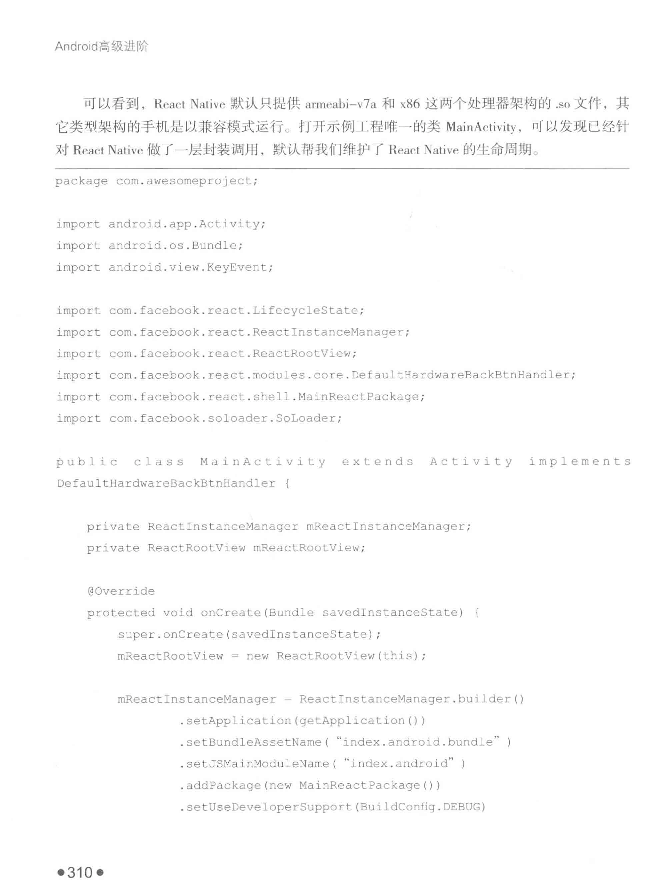 Android高级进阶
可以看到，React Native 默认只提供 armeabi-v7a 和 x86 这两个处理器架构的 .so 文件，其
它类型架构的手机是以兼容模式运行。打开示例工程唯一的类 MainActivity，可以发现已经针
对 React Native 做了一层封装调用，默认帮我们维护了 React Native 的生命周期。
package com.awesomeproject;
import android.app.Activity;
import android.os.Bundle;
import android.view.KeyEvent;
import com.facebook.react.LifecycleState;
import com.facebook.react.ReactInstanceManager;
import com.facebook.react.ReactRootView;
import com.facebook.react.modules.core.DefaultHardwareBackBtnHandler;
import com.facebook.react.shell.MainReactPackage;
import com.facebook.soloader.SoLoader;
public class MainActivity extends Activity implements
DefaultHardwareBackBtnHandler {
private ReactInstanceManager mReactInstanceManager;
private ReactRootView mReactRootView;
@Override
protected void onCreate(Bundle savedInstanceState) {
super.onCreate(savedInstanceState);
mReactRootView = new ReactRootView(this);
mReactInstanceManager = ReactInstanceManager.builder()
.setApplication(getApplication())
.setBundleAssetName( “index.android.bundle” )
.setJSMainModuleName( “index.android” )
.addPackage(new MainReactPackage())
.setUseDeveloperSupport(BuildConfig.DEBUG)
●310●